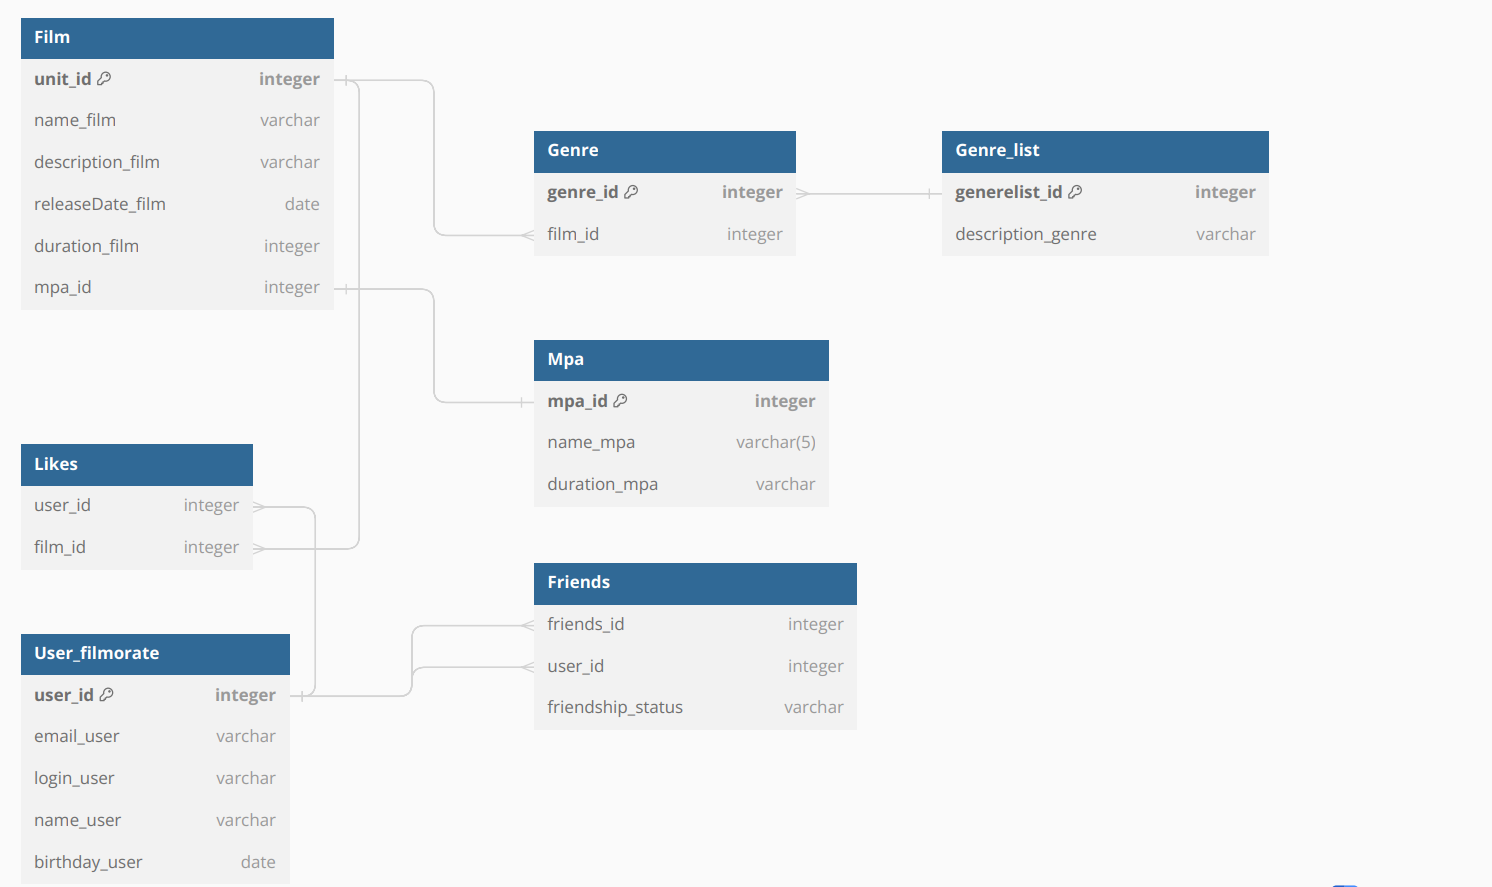 Film
unit_id integer
name_film varchar
description_film varchar
releaseDate_film date
duration_film integer
mpa_id integer
Genre
genre_id integer
film_id integer
Genre_list
generelist_id integer
description_genre varchar
Mpa
mpa_id integer
name_mpa varchar(5)
duration_mpa varchar
Likes
user_id integer
film_id integer
Friends
friends_id integer
user_id integer
friendship_status varchar
User_filmorate
user_id integer
email_user varchar
login_user varchar
name_user varchar
birthday_user date